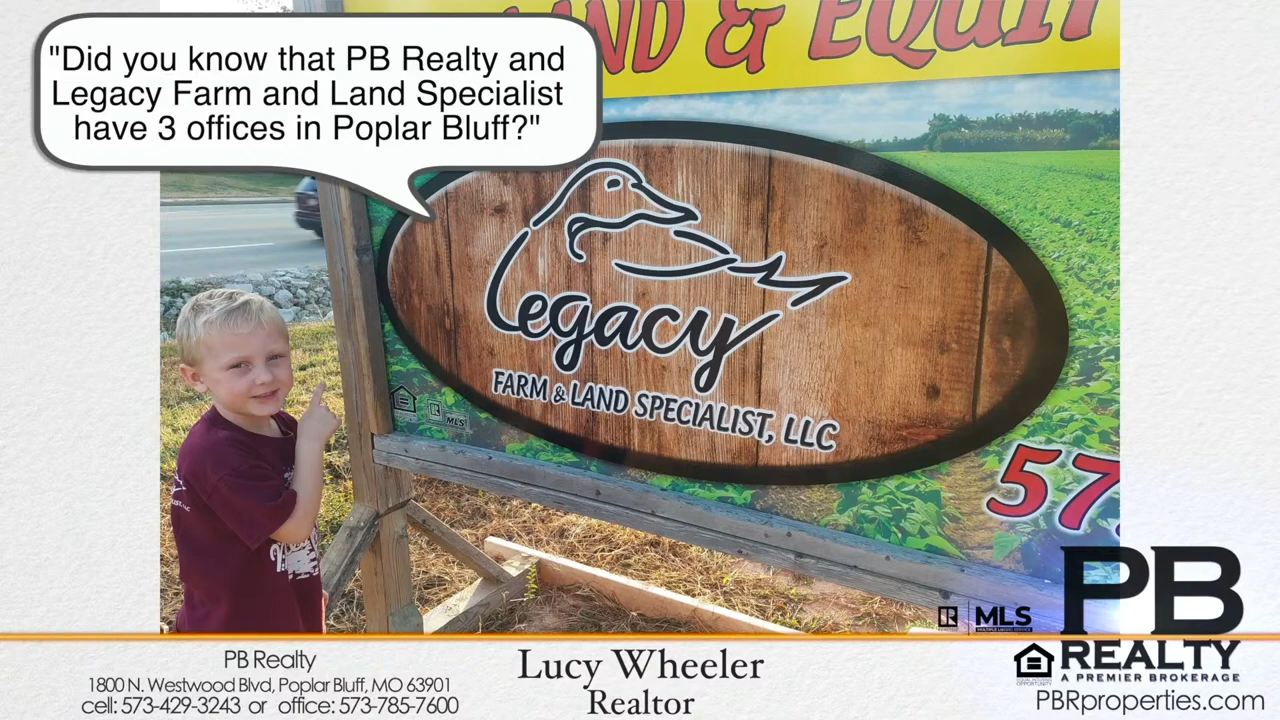 "Did you know that PB Realty and
Legacy Farm and Land Specialist
have 3 offices in Poplar Bluff?"
& EQUI
Legacy
FARM & LAND SPECIALIST, LLC
MLS
57
R
MLS
PB
REALTY
A PREMIER BROKERAGE
PBRproperties.com
PB Realty
1800 N. Westwood Blvd, Poplar Bluff, MO 63901
cell: 573-429-3243 or office: 573-785-7600
Lucy Wheeler
Realtor